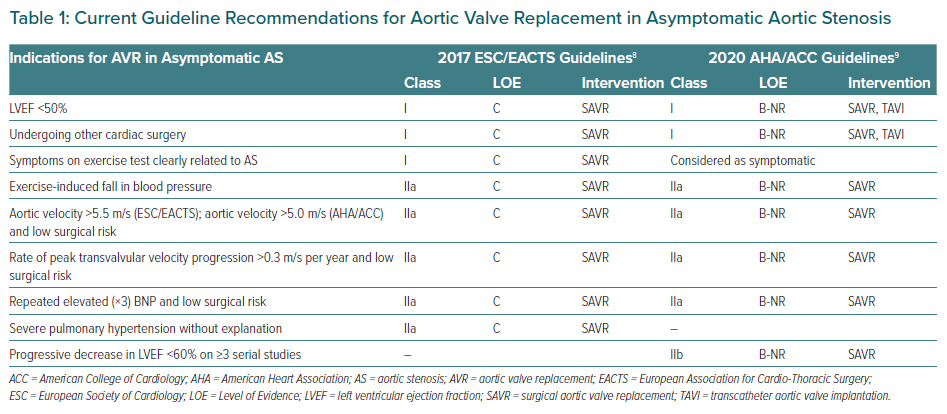 Table 1: Current Guideline Recommendations for Aortic Valve Replacement in Asymptomatic Aortic Stenosis
Indications for AVR in Asymptomatic AS 2017 ESC/EACTS Guidelines⁸ 2020 AHA/ACC Guidelines⁹
Class LOE Intervention Class LOE Intervention
LVEF <50% I C SAVR I B-NR SAVR, TAVI
Undergoing other cardiac surgery I C SAVR I B-NR SAVR, TAVI
Symptoms on exercise test clearly related to AS I C SAVR Considered as symptomatic
Exercise-induced fall in blood pressure IIa C SAVR IIa B-NR SAVR
Aortic velocity >5.5 m/s (ESC/EACTS); aortic velocity >5.0 m/s (AHA/ACC) IIa C SAVR IIa B-NR SAVR
and low surgical risk
Rate of peak transvalvular velocity progression >0.3 m/s per year and low IIa C SAVR IIa B-NR SAVR
surgical risk
Repeated elevated (×3) BNP and low surgical risk IIa C SAVR IIa B-NR SAVR
Severe pulmonary hypertension without explanation IIa C SAVR –
Progressive decrease in LVEF <60% on ≥3 serial studies – IIb B-NR SAVR
ACC = American College of Cardiology; AHA = American Heart Association; AS = aortic stenosis; AVR = aortic valve replacement; EACTS = European Association for Cardio-Thoracic Surgery;
ESC = European Society of Cardiology; LOE = Level of Evidence; LVEF = left ventricular ejection fraction; SAVR = surgical aortic valve replacement; TAVI = transcatheter aortic valve implantation.